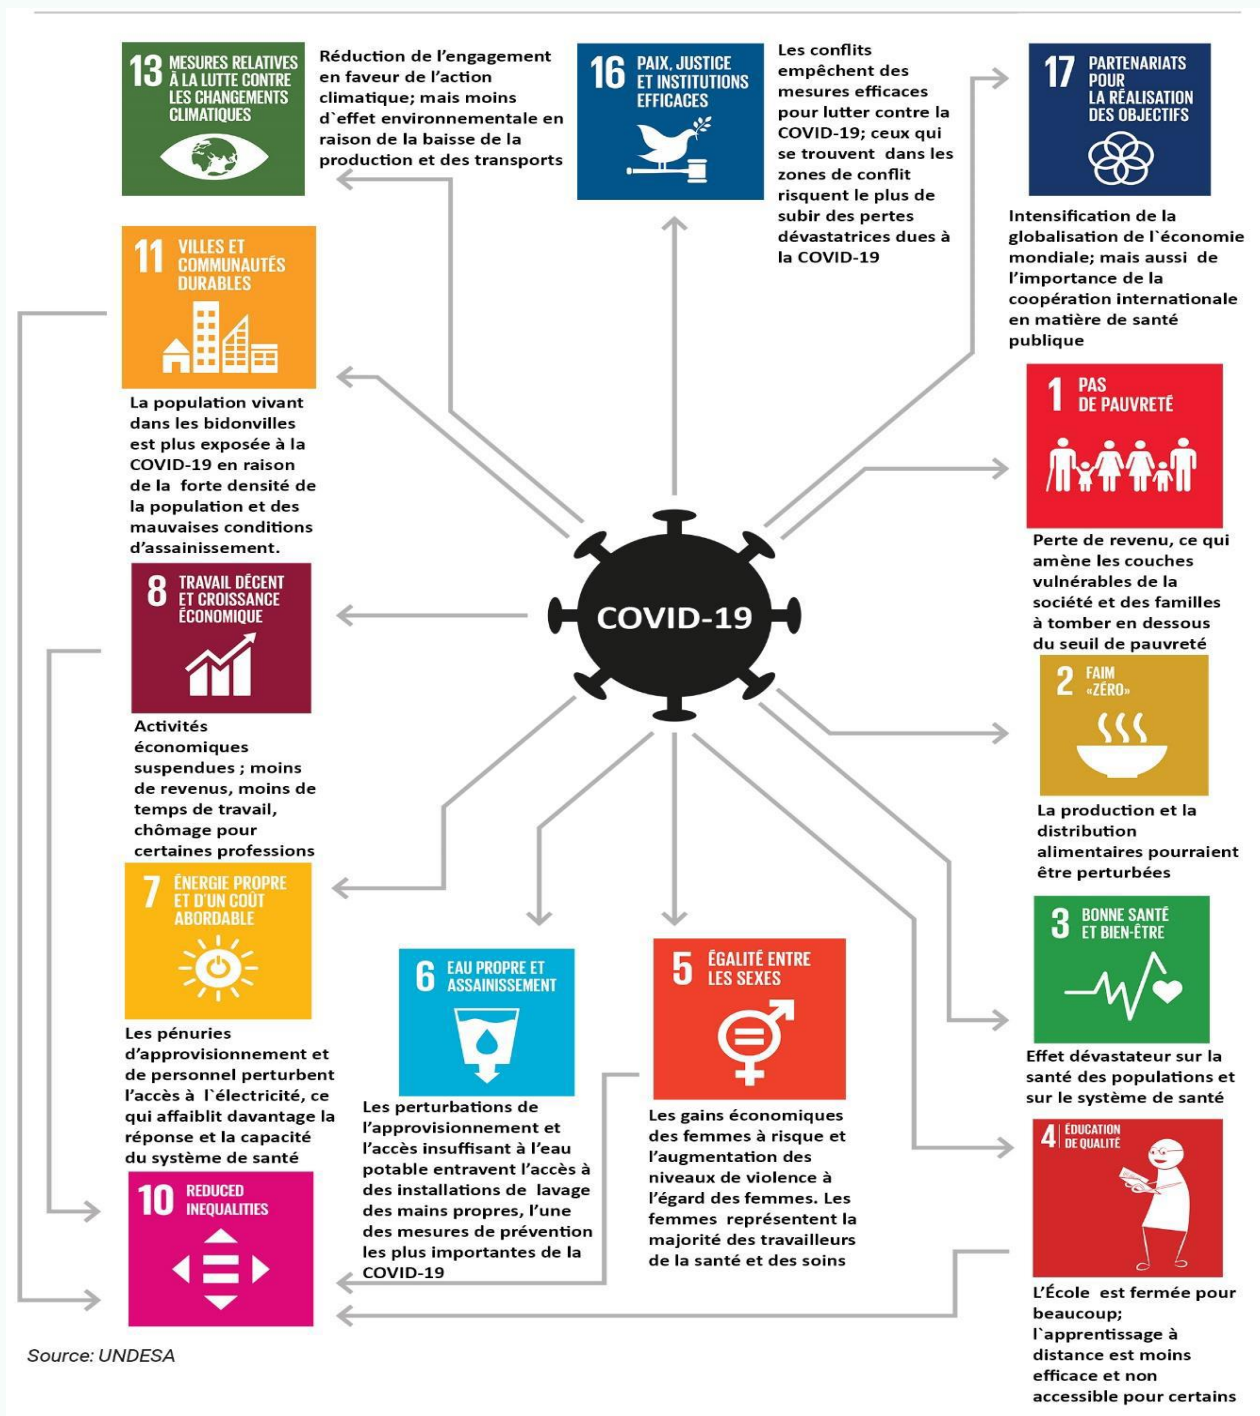 13 MESURES RELATIVES
À LA LUTTE CONTRE
LES CHANGEMENTS
CLIMATIQUES
Réduction de l’engagement
en faveur de l’action
climatique; mais moins
d`effet environnementale en
raison de la baisse de la
production et des transports
16 PAIX, JUSTICE
ET INSTITUTIONS
EFFICACES
Les conflits
empêchent des
mesures efficaces
pour lutter contre la
COVID-19; ceux qui
se trouvent dans les
zones de conflit
risquent le plus de
subir des pertes
dévastatrices dues à
la COVID-19
17 PARTENARIATS
POUR
LA RÉALISATION
DES OBJECTIFS
Intensification de la
globalisation de l`économie
mondiale; mais aussi de
l’importance de la
coopération internationale
en matière de santé
publique
11 VILLES ET
COMMUNAUTÉS
DURABLES
La population vivant
dans les bidonvilles
est plus exposée à la
COVID-19 en raison
de la forte densité de
la population et des
mauvaises conditions
d’assainissement.
1 PAS
DE PAUVRETÉ
Perte de revenu, ce qui
amène les couches
vulnérables de la
société et des familles
à tomber en dessous
du seuil de pauvreté
COVID-19
8 TRAVAIL DÉCENT
ET CROISSANCE
ÉCONOMIQUE
Activités
économiques
suspendues ; moins
de revenus, moins de
temps de travail,
chômage pour
certaines professions
2 FAIM
«ZÉRO»
La production et la
distribution
alimentaires pourraient
être perturbées
7 ÉNERGIE PROPRE
ET D'UN COÛT
ABORDABLE
Les pénuries
d’approvisionnement et
de personnel perturbent
l’accès à l`électricité, ce
qui affaiblit davantage la
réponse et la capacité
du système de santé
6 EAU PROPRE ET
ASSAINISSEMENT
Les perturbations de
l’approvisionnement et
l’accès insuffisant à l’eau
potable entravent l’accès à
des installations de lavage
des mains propres, l’une
des mesures de prévention
les plus importantes de la
COVID-19
5 ÉGALITÉ ENTRE
LES SEXES
Les gains économiques
des femmes à risque et
l’augmentation des
niveaux de violence à
l’égard des femmes. Les
femmes représentent la
majorité des travailleurs
de la santé et des soins
3 BONNE SANTÉ
ET BIEN-ÊTRE
Effet dévastateur sur la
santé des populations et
sur le système de santé
4 ÉDUCATION
DE QUALITÉ
L’École est fermée pour
beaucoup;
l`apprentissage à
distance est moins
efficace et non
accessible pour certains
10 REDUCED
INEQUALITIES
Source: UNDESA